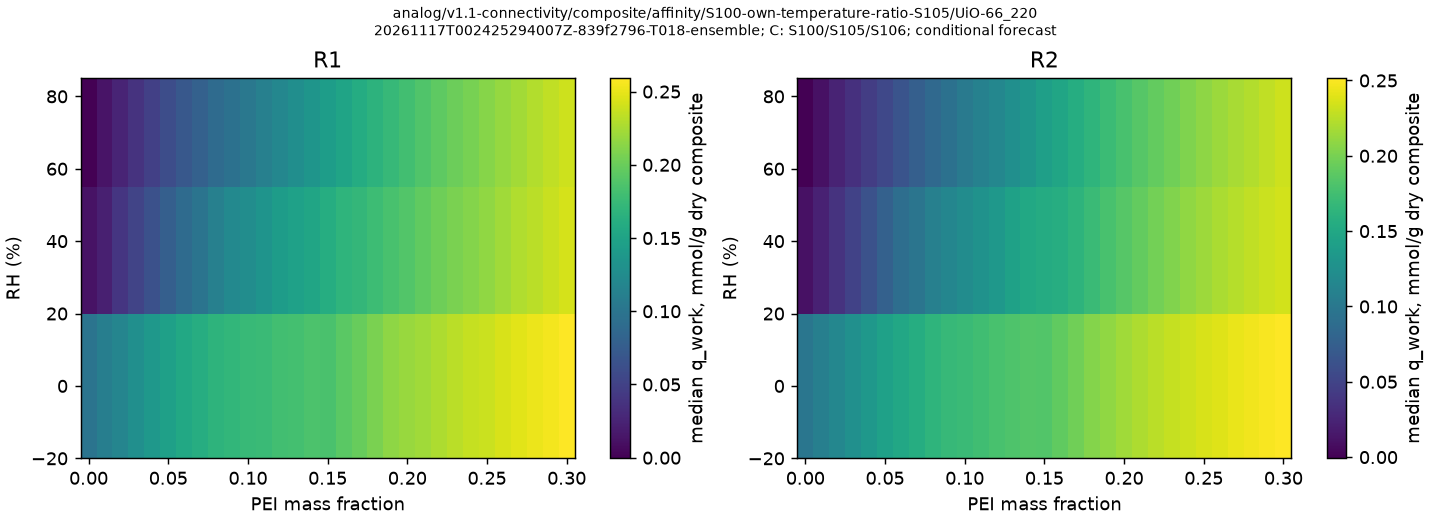 analog/v1.1-connectivity/composite/affinity/S100-own-temperature-ratio-S105/UiO-66_220
20261117T002425294007Z-839f2796-T018-ensemble; C: S100/S105/S106; conditional forecast
R1
80
60
40
20
0
−20
RH (%)
0.00 0.05 0.10 0.15 0.20 0.25 0.30
PEI mass fraction
0.25
0.20
0.15
0.10
0.05
0.00
median q_work, mmol/g dry composite
R2
80
60
40
20
0
−20
RH (%)
0.00 0.05 0.10 0.15 0.20 0.25 0.30
PEI mass fraction
0.25
0.20
0.15
0.10
0.05
0.00
median q_work, mmol/g dry composite